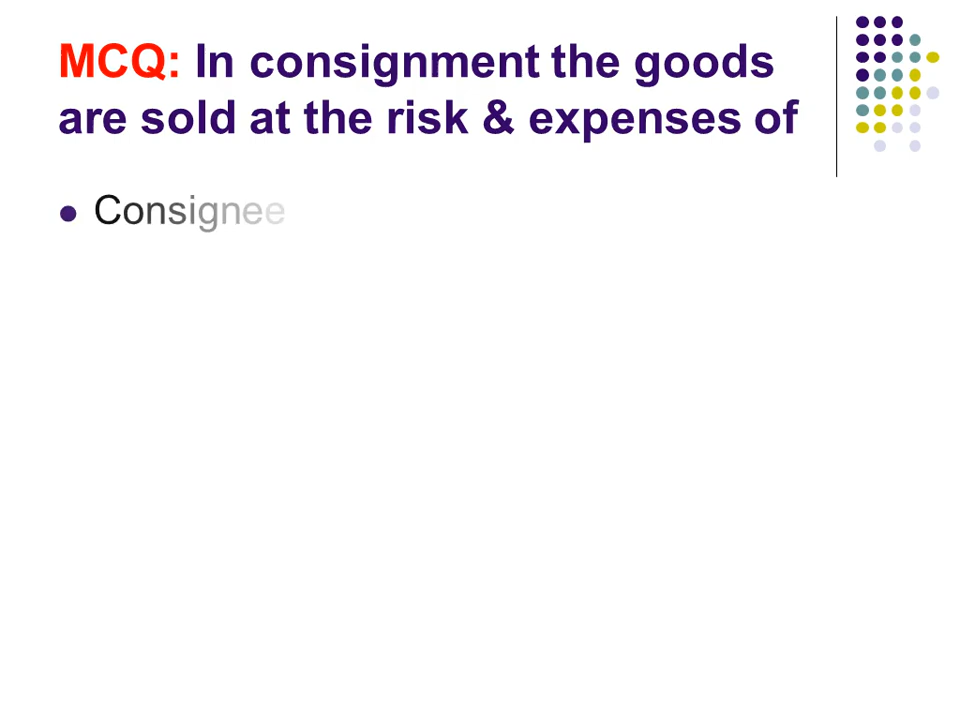 MCQ: In consignment the goods
are sold at the risk & expenses of
Consignee